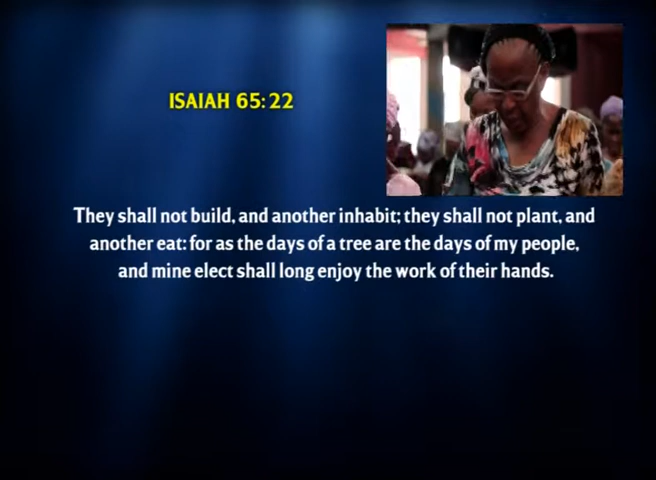 ISAIAH 65:22
They shall not build, and another inhabit; they shall not plant, and
another eat: for as the days of a tree are the days of my people,
and mine elect shall long enjoy the work of their hands.